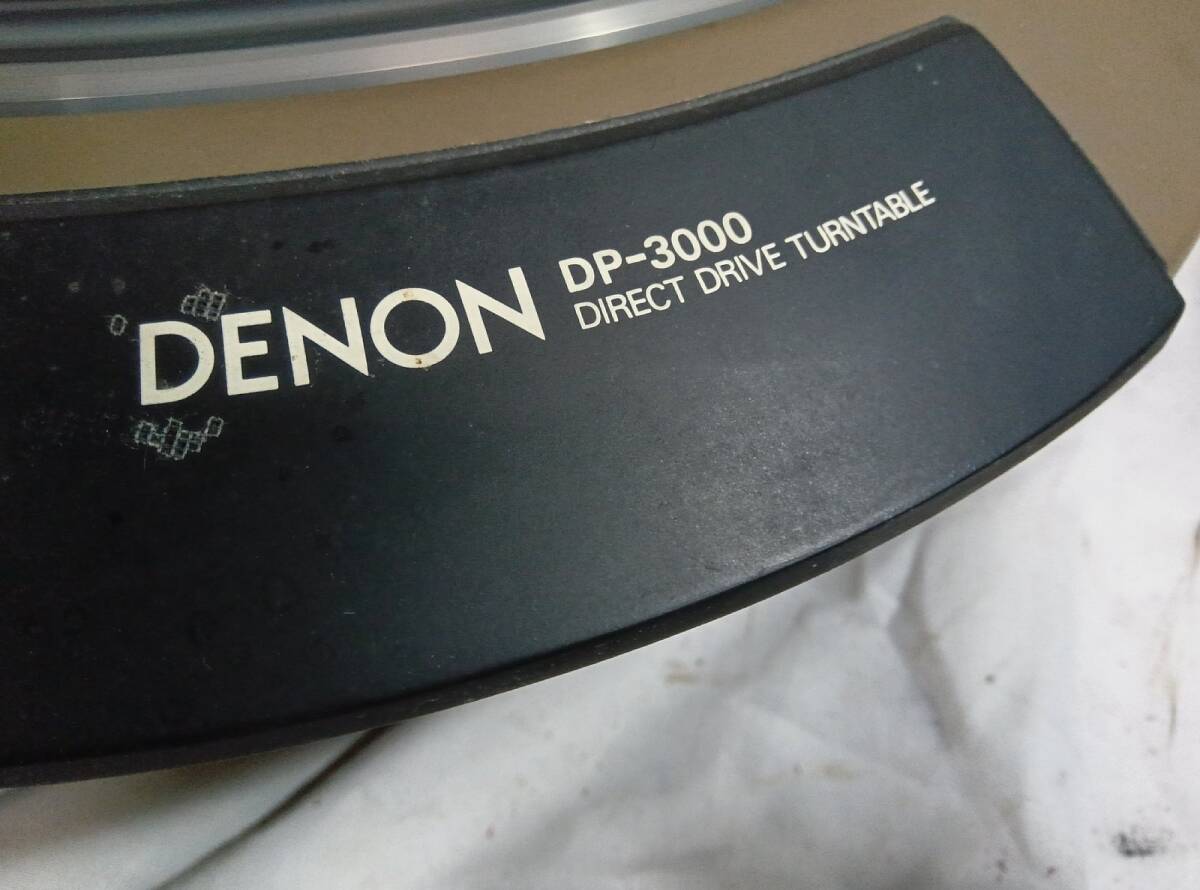 DENON
DP-3000
DIRECT DRIVE TURNTABLE